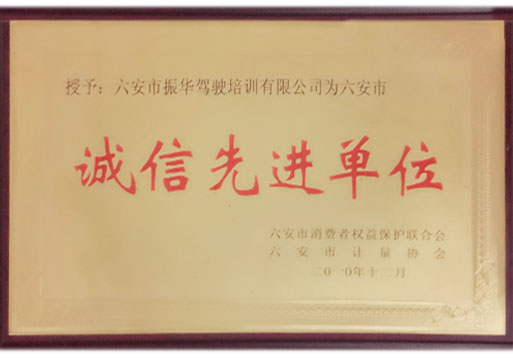 授予：六安市振华驾驶培训有限公司为六安市
诚信先进单位
六安市消费者权益保护联合会
六安市计量协会
二0一0年十二月